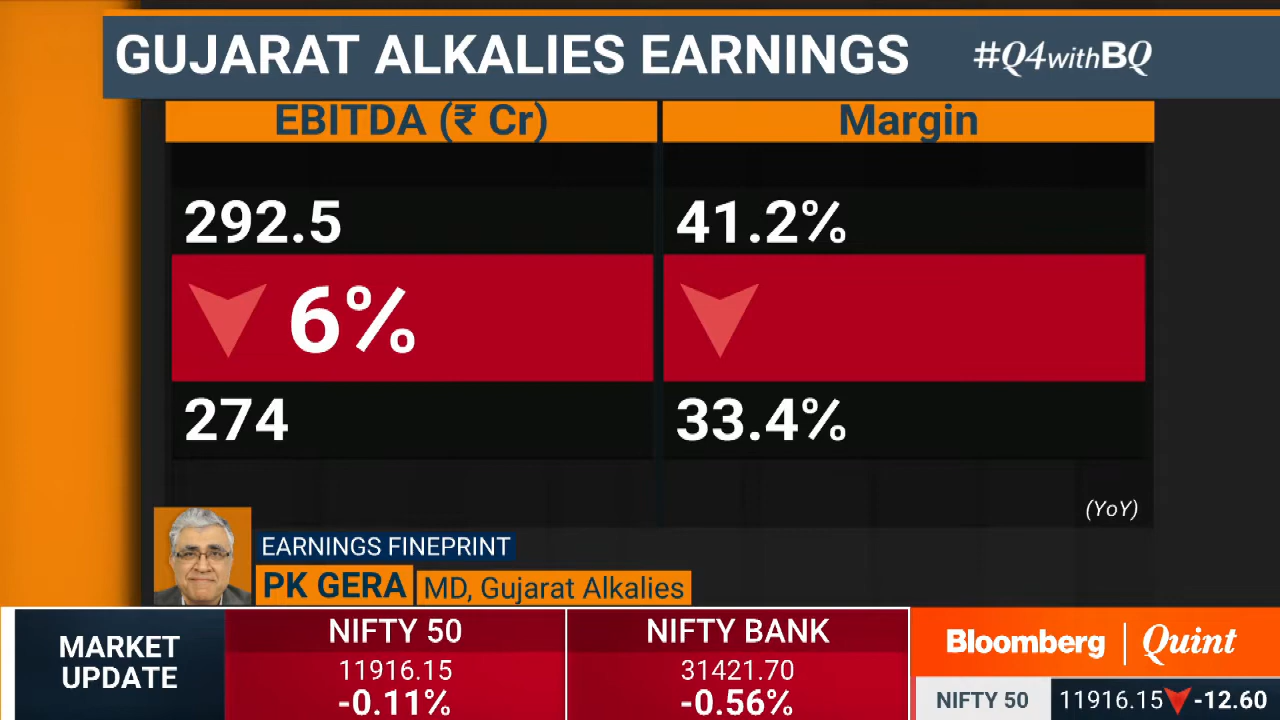 GUJARAT ALKALIES EARNINGS #Q4withBQ
EBITDA (₹ Cr) Margin
292.5 41.2%
6%
274 33.4%
(YoY)
EARNINGS FINEPRINT
PK GERA MD, Gujarat Alkalies
MARKET UPDATE
NIFTY 50
11916.15
-0.11%
NIFTY BANK
31421.70
-0.56%
Bloomberg | Quint
NIFTY 50 11916.15 -12.60